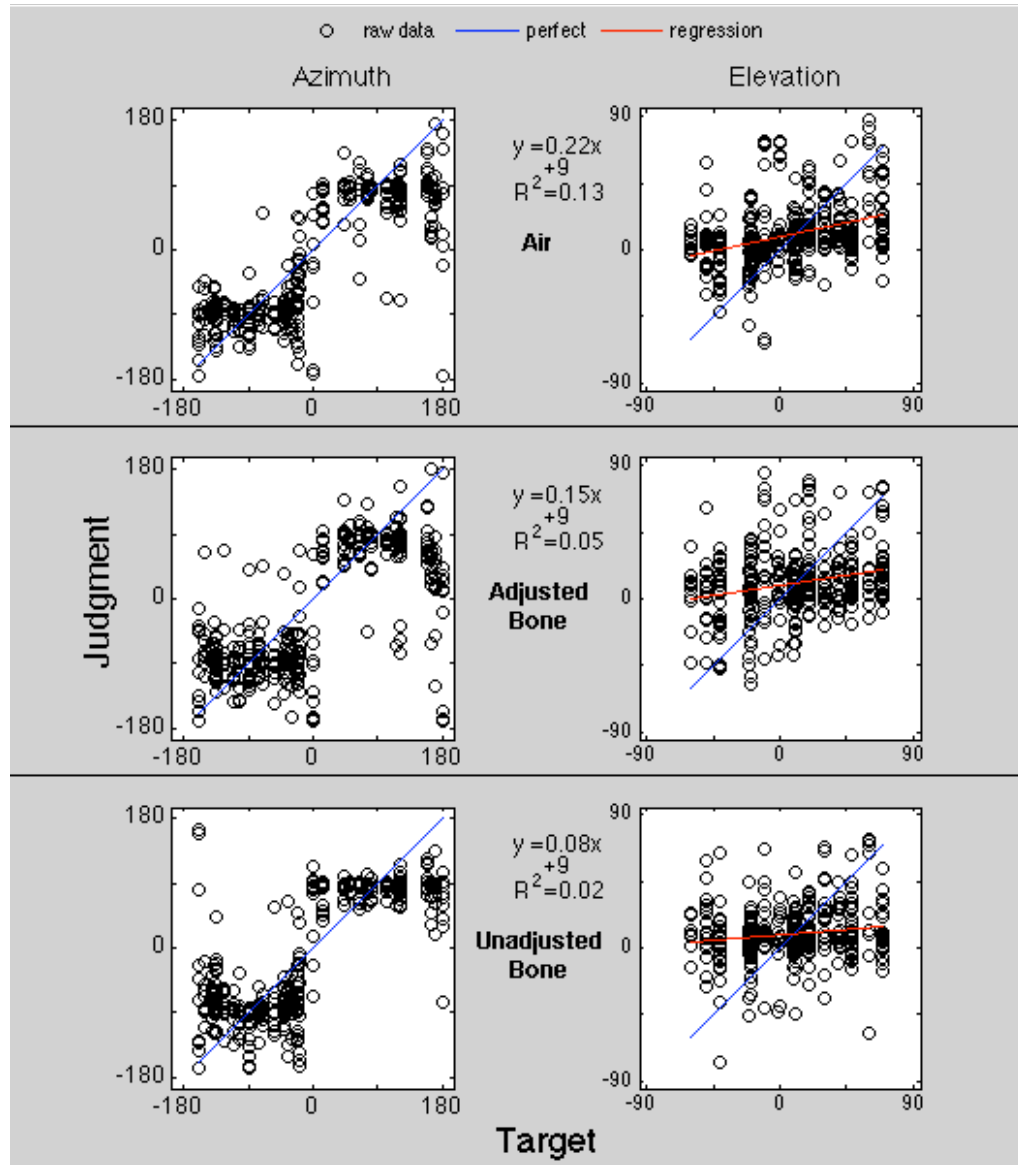 raw data perfect regression
Azimuth Elevation
180
0
-180
-180 0 180
y=0.22x
+9
R²=0.13
Air
90
0
-90
-90 0 90
180
0
-180
-180 0 180
y=0.15x
+9
R²=0.05
Adjusted
Bone
90
0
-90
-90 0 90
Judgment
180
0
-180
-180 0 180
y=0.08x
+9
R²=0.02
Unadjusted
Bone
90
0
-90
-90 0 90
Target